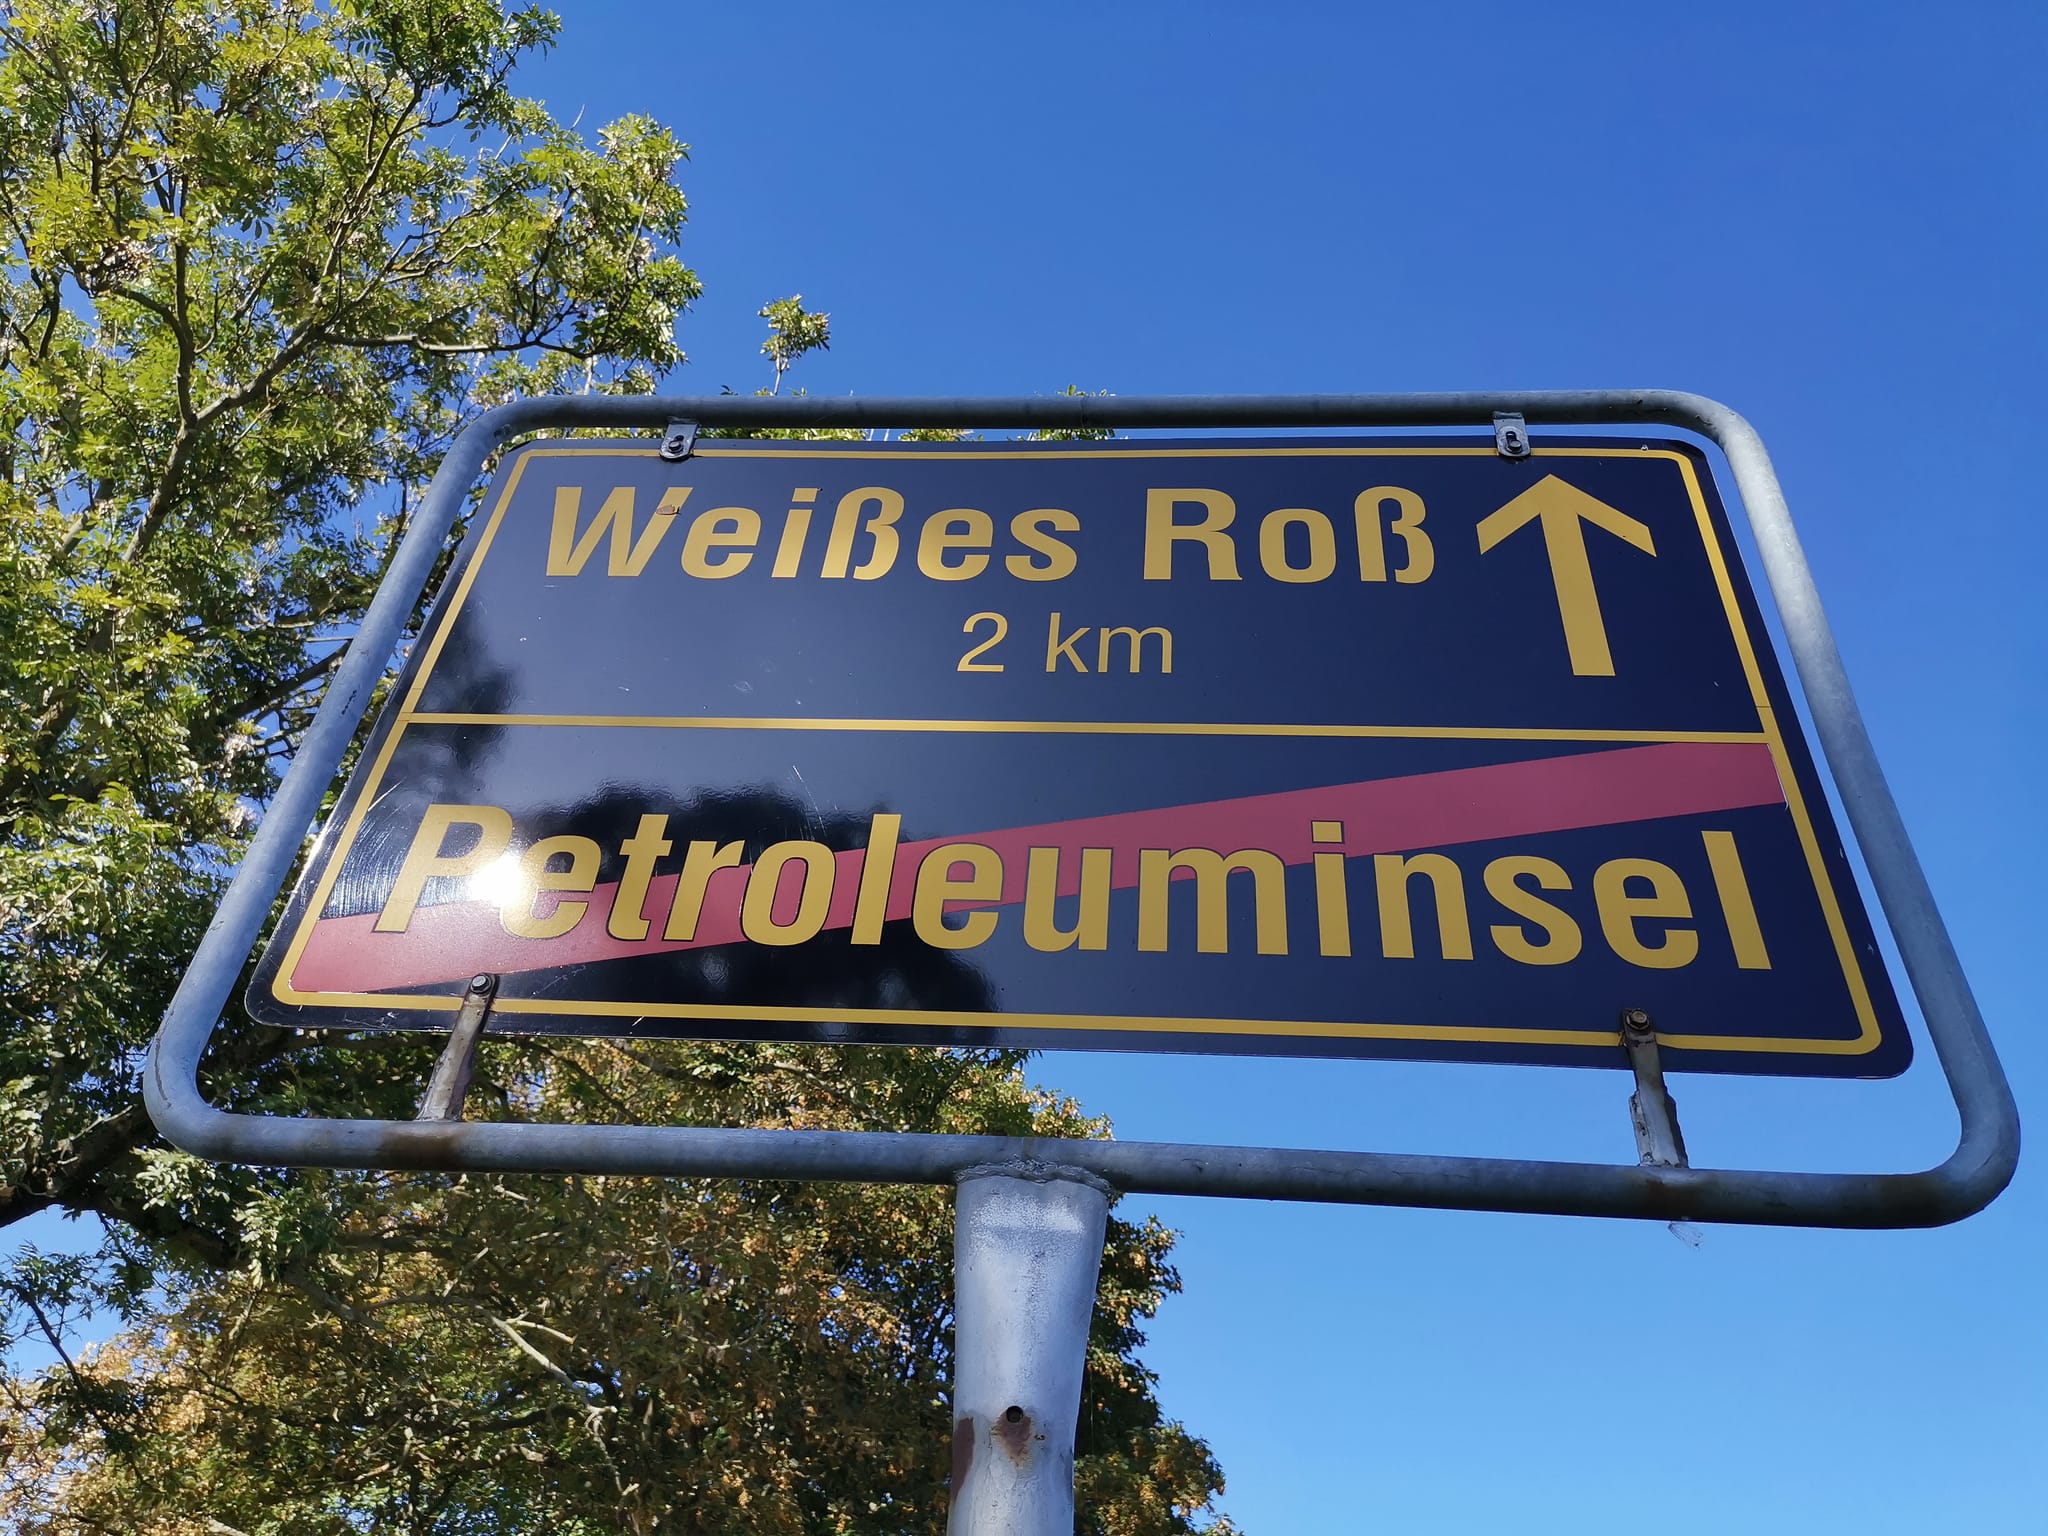 Weißes Roß
2 km
Petroleuminsel